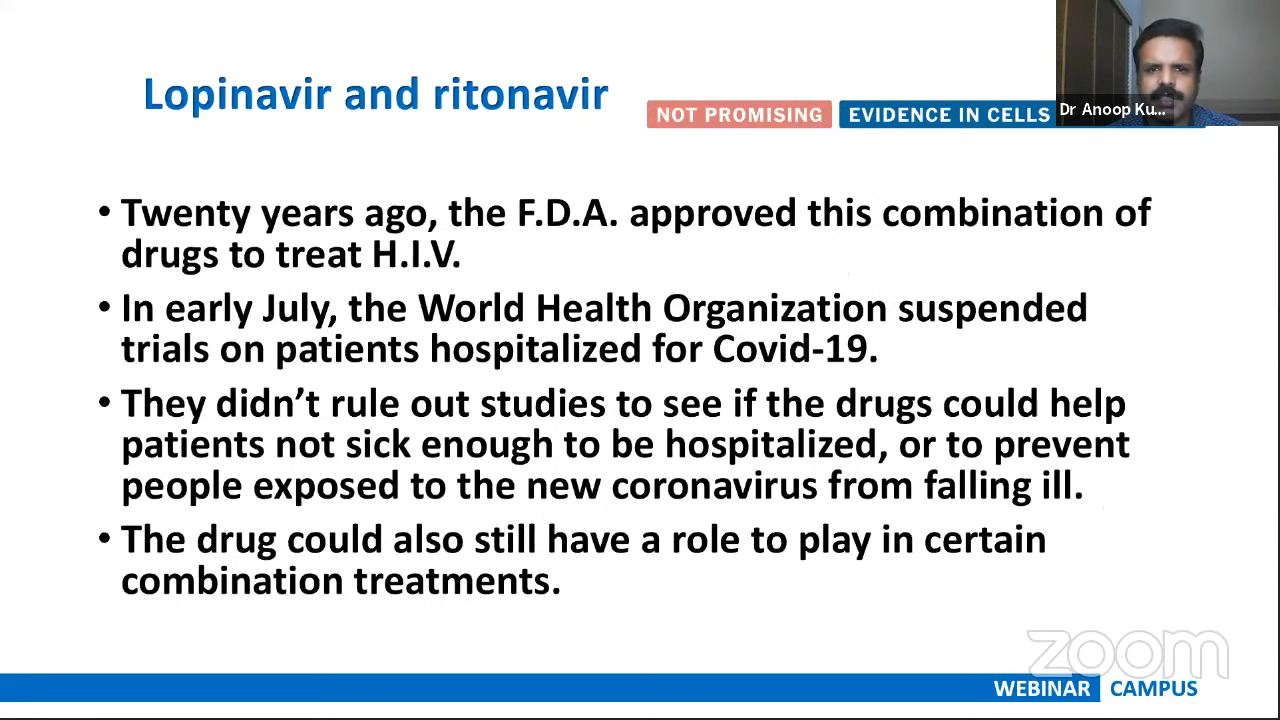 Lopinavir and ritonavir
NOT PROMISING
EVIDENCE IN CELLS
Dr Anoop Ku...
• Twenty years ago, the F.D.A. approved this combination of
drugs to treat H.I.V.
• In early July, the World Health Organization suspended
trials on patients hospitalized for Covid-19.
• They didn’t rule out studies to see if the drugs could help
patients not sick enough to be hospitalized, or to prevent
people exposed to the new coronavirus from falling ill.
• The drug could also still have a role to play in certain
combination treatments.
zoom
WEBINAR CAMPUS